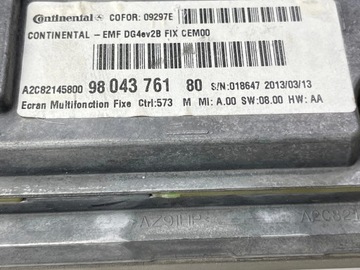 Continental COFOR: 09297E
CONTINENTAL - EMF DG4ev2B FIX CEM00
A2C82145800 98 043 761 80 S/N:018647 2013/03/13
Ecran Multifonction Fixe Ctrl:573 M MI: A.00 SW:08.00 HW: AA